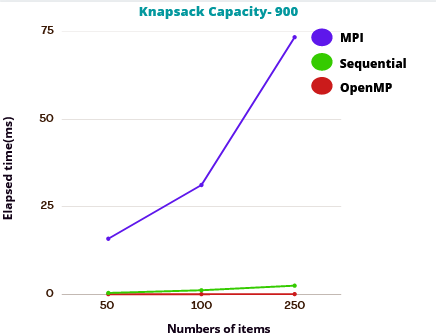 Knapsack Capacity- 900
MPI
Sequential
OpenMP
Elapsed time(ms)
75
50
25
0
50 100 250
Numbers of items